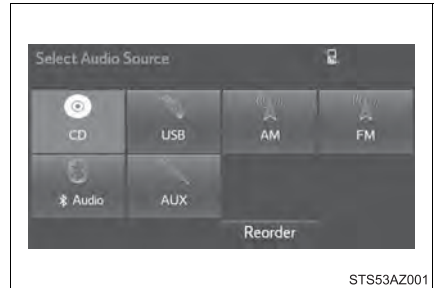 Select Audio Source
CD
USB
AM
FM
Audio
AUX
Reorder
STS53AZ001